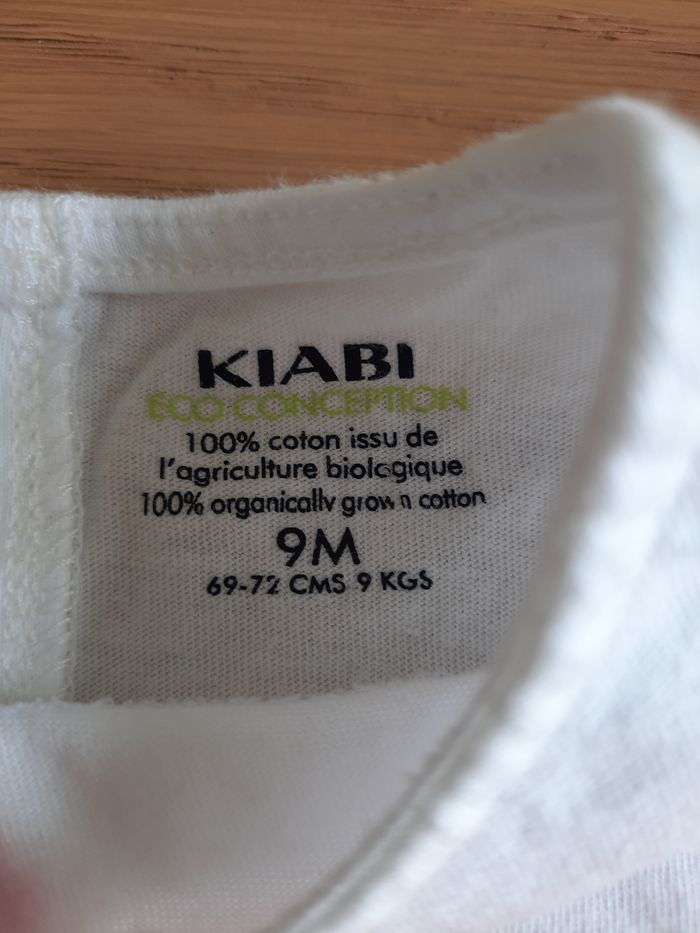 KIABI
ECO CONCEPTION
100% coton issu de
l'agriculture biologique
100% organically grown cotton
9M
69-72 CMS 9 KGS